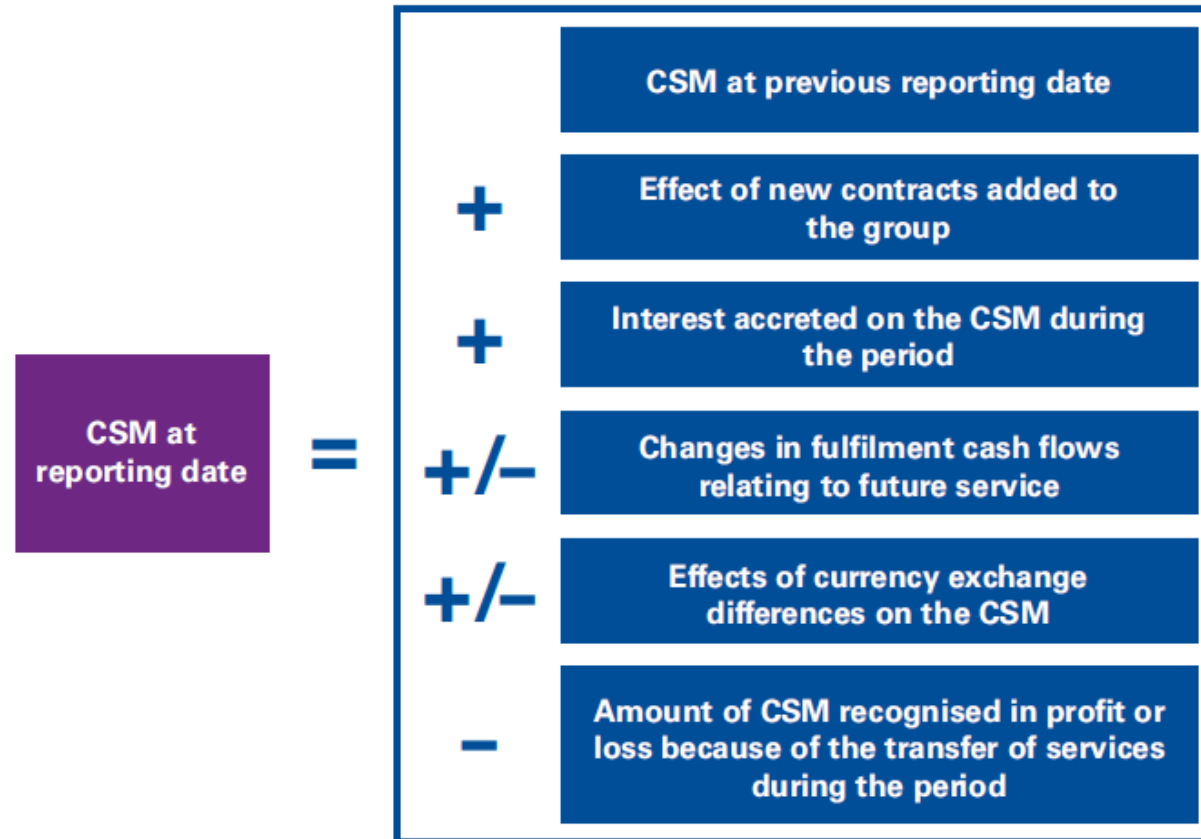 CSM at
reporting date
=
CSM at previous reporting date
+
Effect of new contracts added to
the group
+
Interest accreted on the CSM during
the period
+/–
Changes in fulfilment cash flows
relating to future service
+/–
Effects of currency exchange
differences on the CSM
–
Amount of CSM recognised in profit or
loss because of the transfer of services
during the period